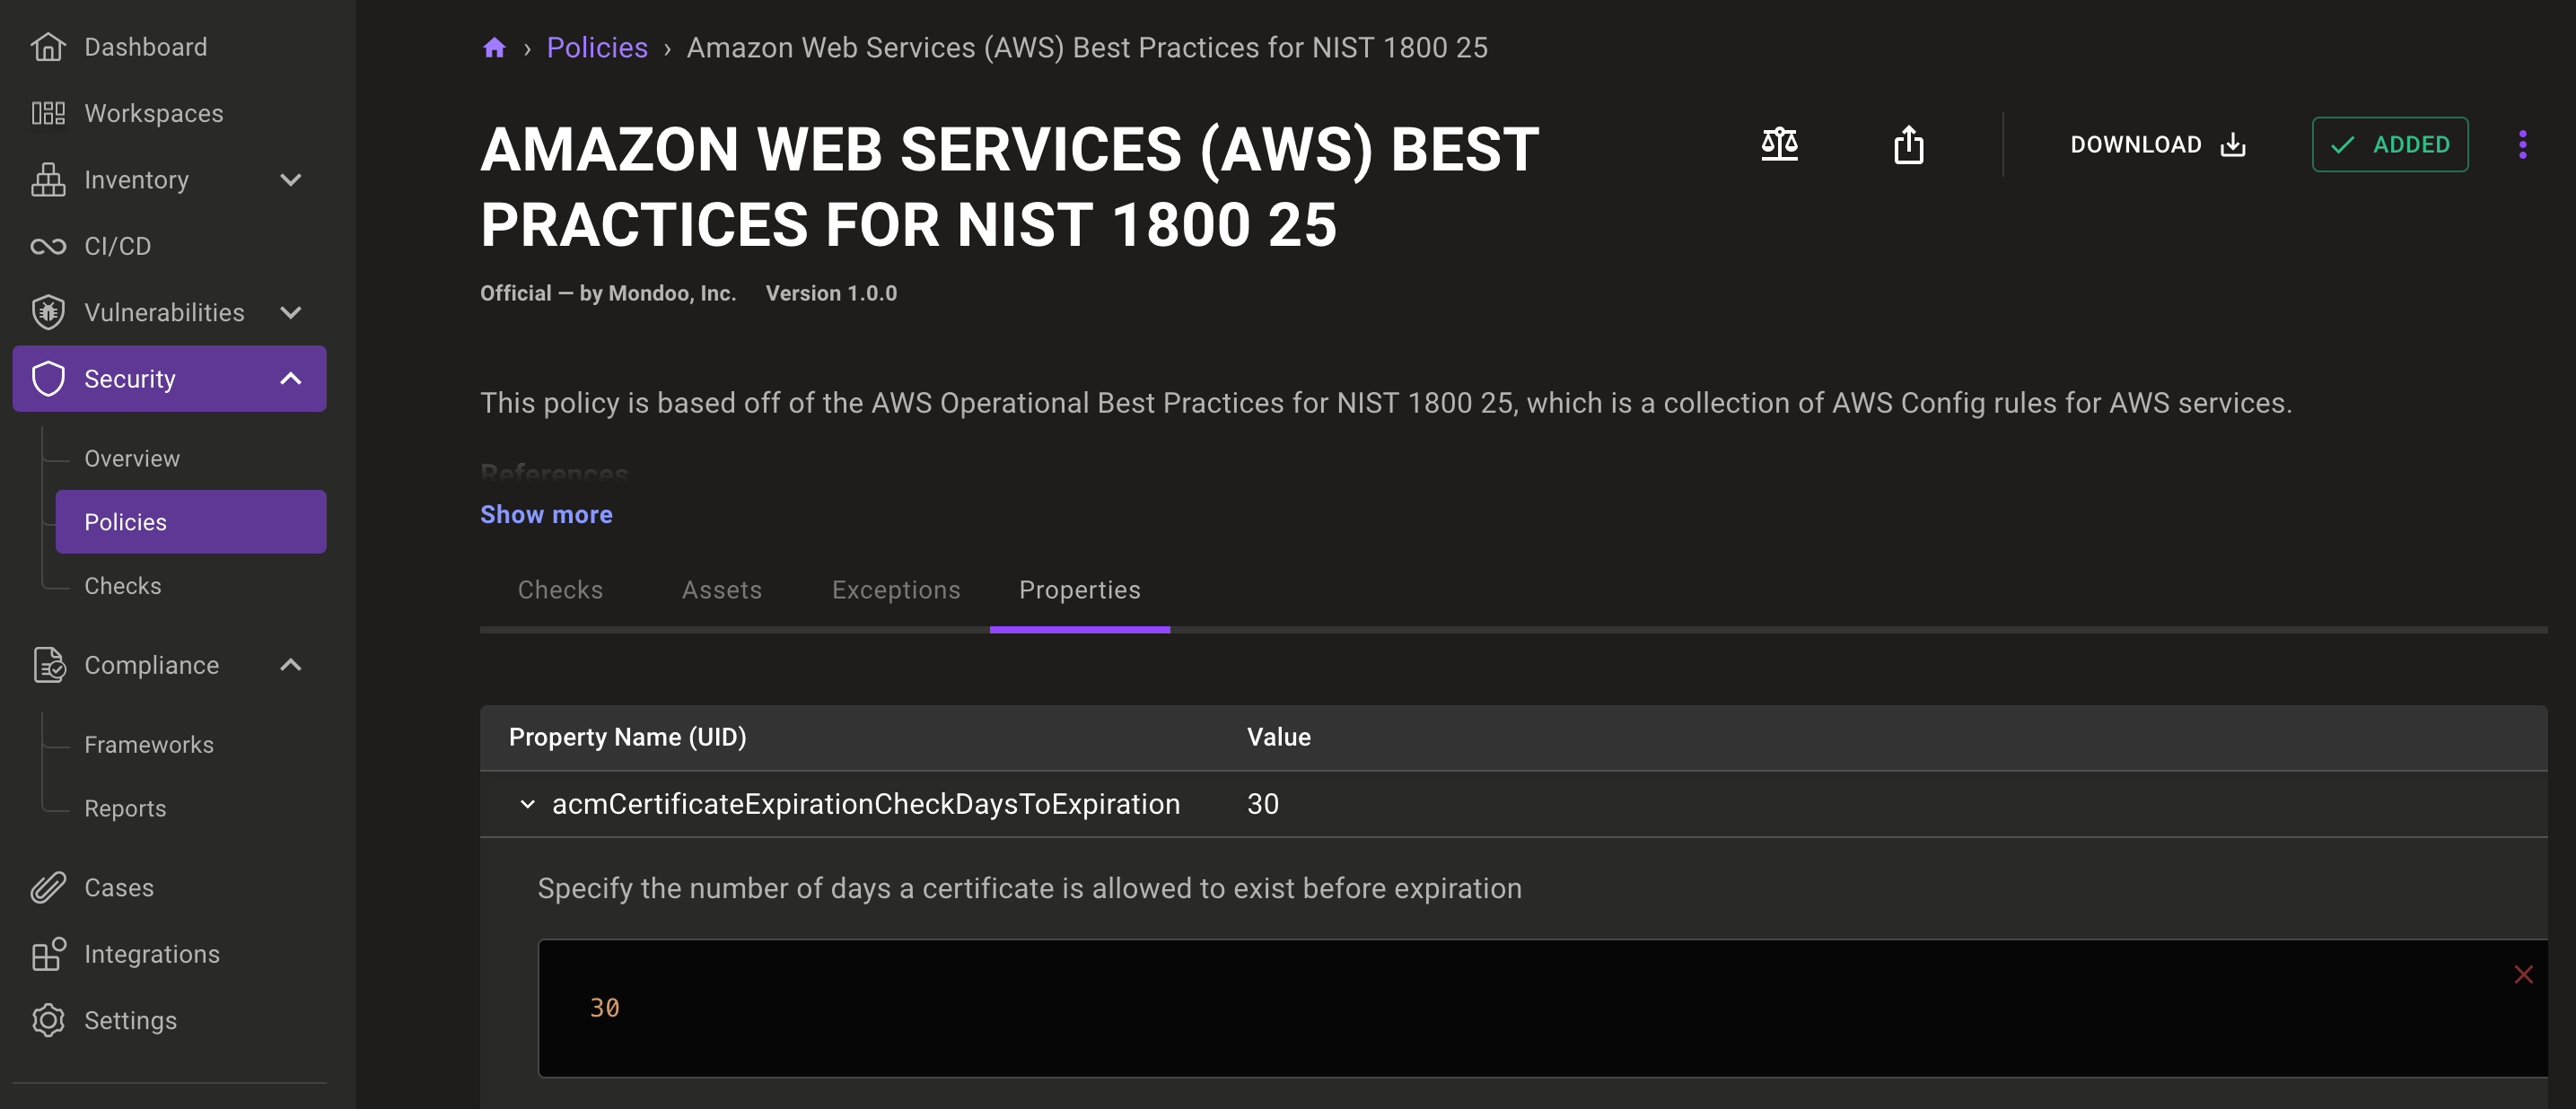 Dashboard
Workspaces
Inventory
CI/CD
Vulnerabilities
Security
Overview
Policies
Checks
Compliance
Frameworks
Reports
Cases
Integrations
Settings
› Policies › Amazon Web Services (AWS) Best Practices for NIST 1800 25
AMAZON WEB SERVICES (AWS) BEST
PRACTICES FOR NIST 1800 25
DOWNLOAD
ADDED
Official — by Mondoo, Inc. Version 1.0.0
This policy is based off of the AWS Operational Best Practices for NIST 1800 25, which is a collection of AWS Config rules for AWS services.
References
Show more
Checks Assets Exceptions Properties
Property Name (UID) Value
acmCertificateExpirationCheckDaysToExpiration 30
Specify the number of days a certificate is allowed to exist before expiration
30